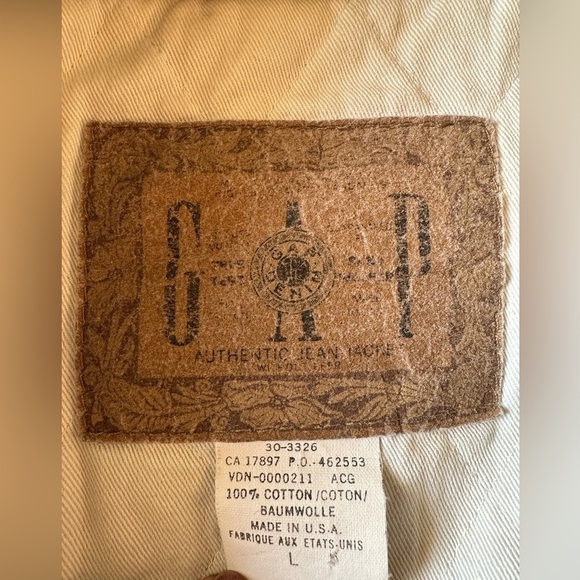 G A P
GAP
AUTHENTIC JEAN JACKET
30-3326
CA 17897 P.O.-462553
VDN-0000211 ACG
100% COTTON/COTON/
BAUMWOLLE
MADE IN U.S.A.
FABRIQUE AUX ETATS-UNIS
L